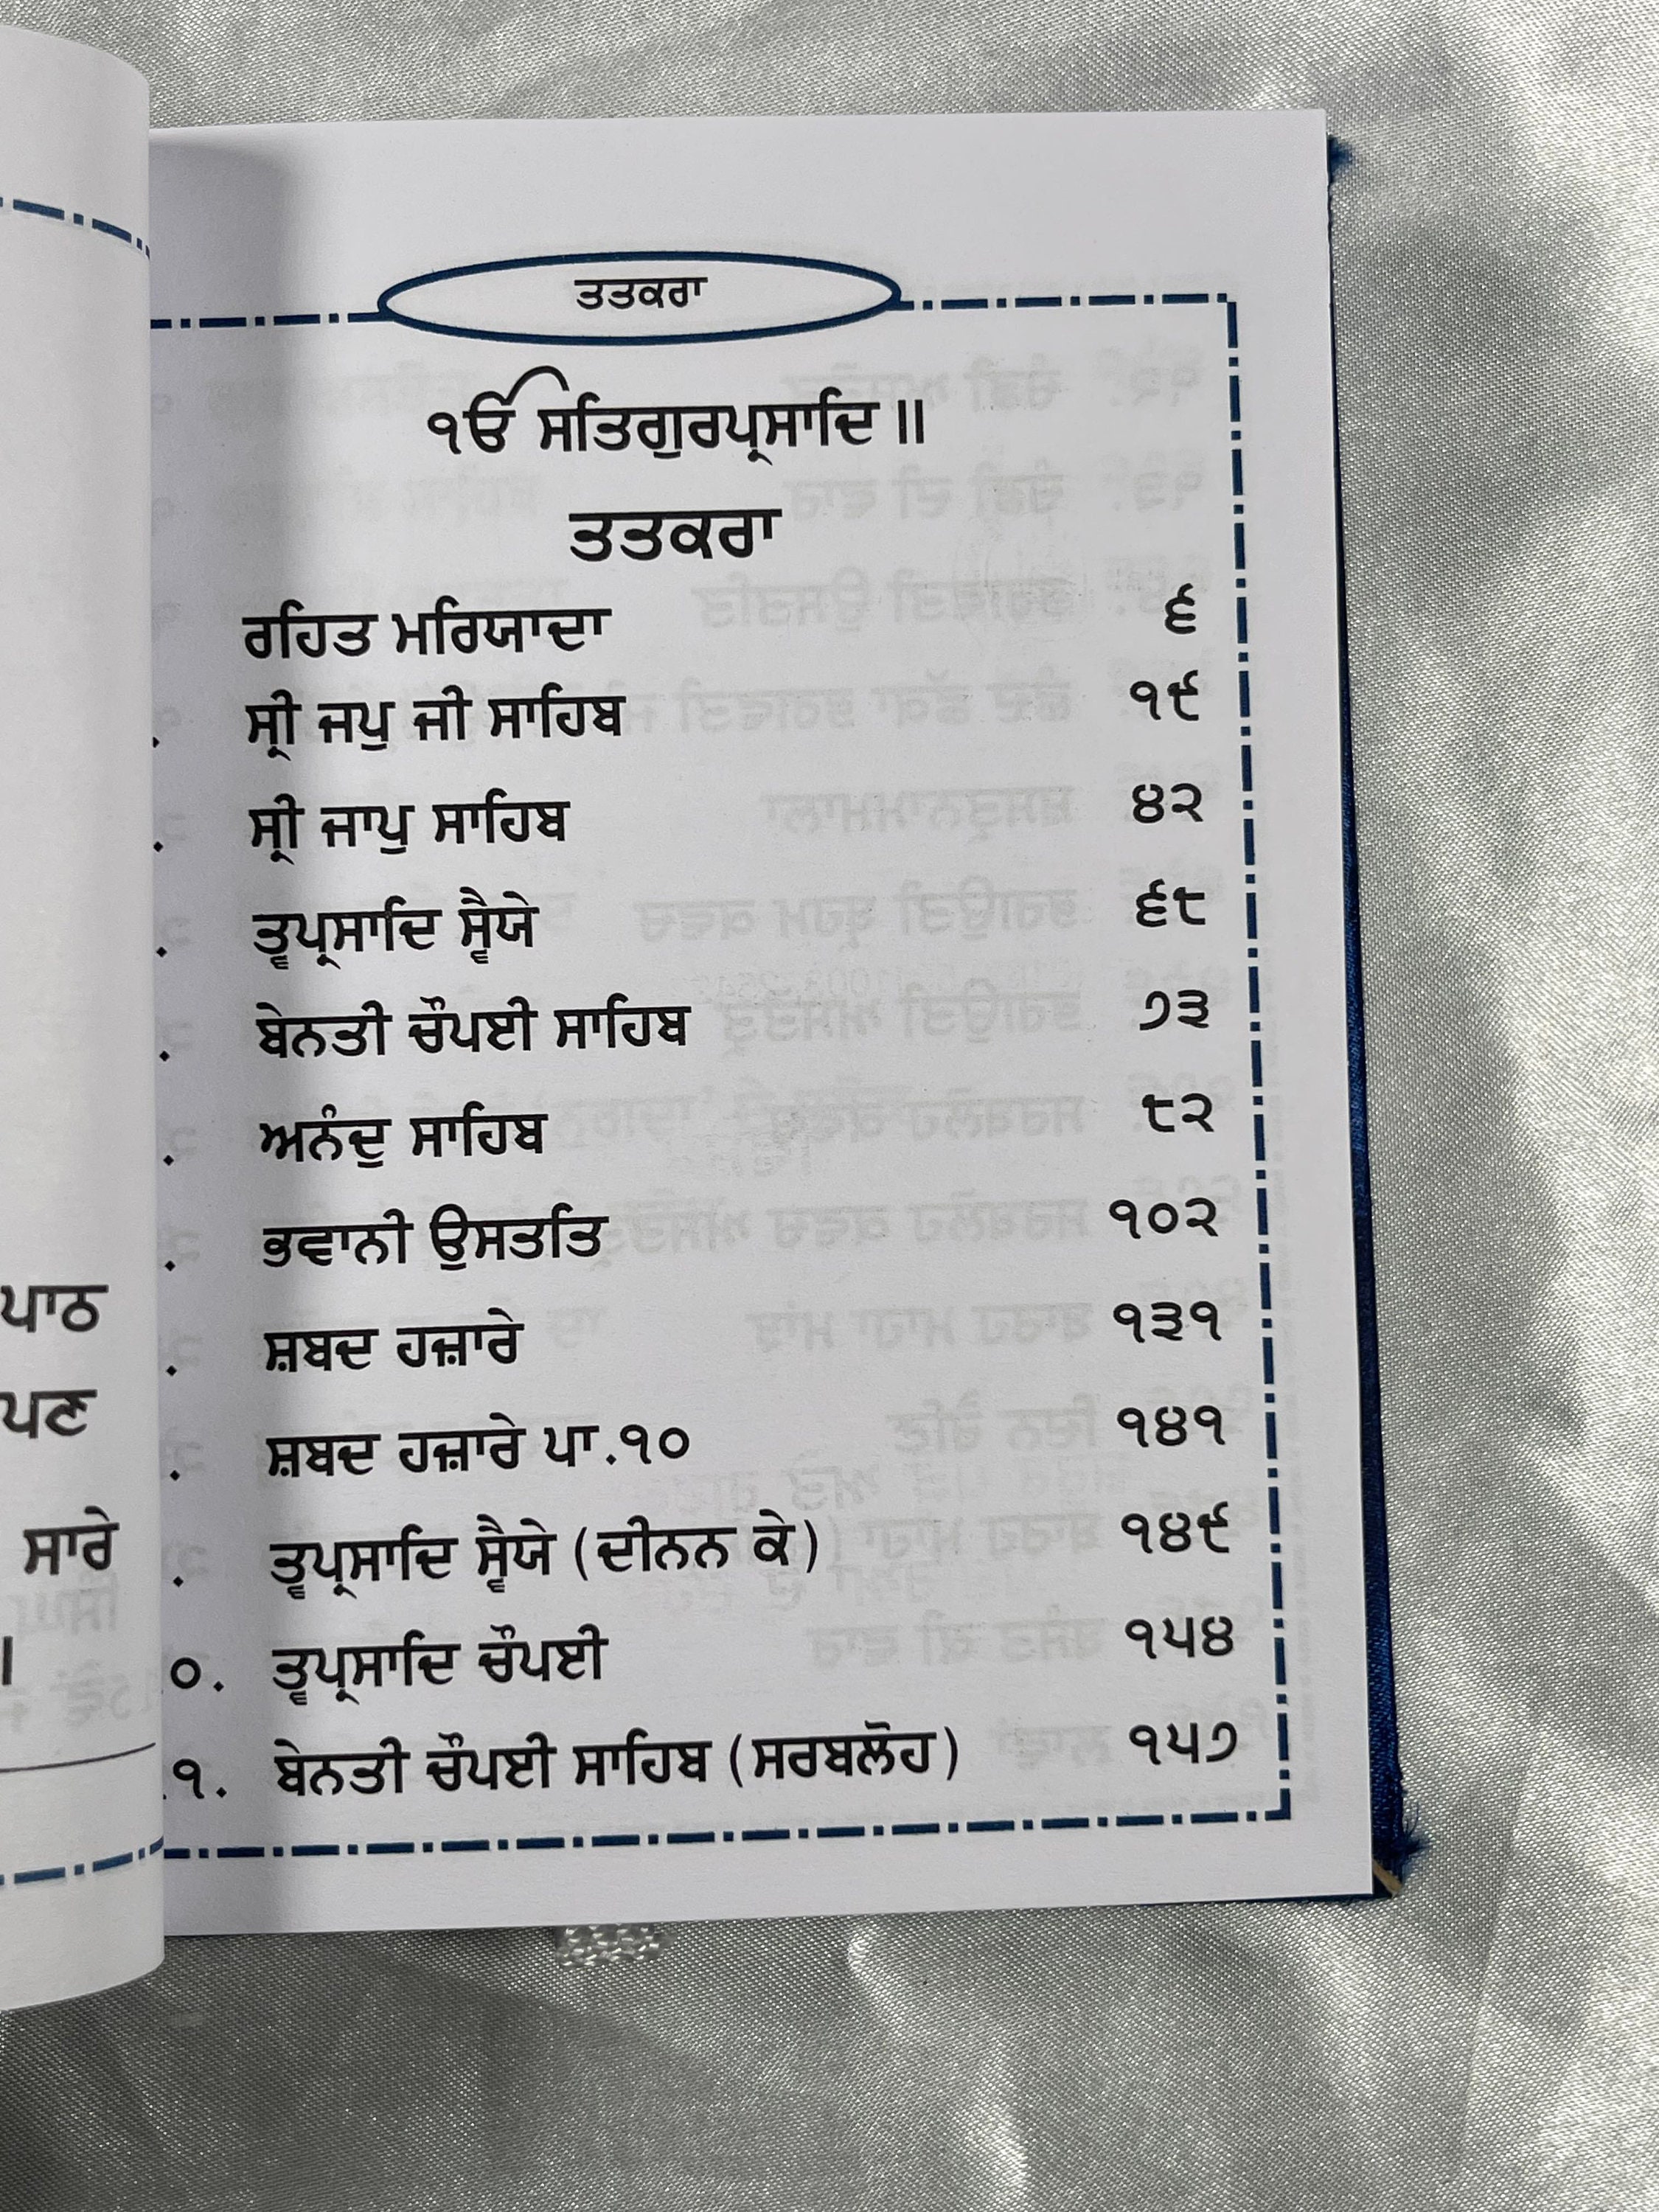 ਤਤਕਰਾ
ੴ ਸਤਿਗੁਰਪ੍ਰਸਾਦਿ॥
ਤਤਕਰਾ
ਰਹਿਤ ਮਰਿਯਾਦਾ ੬
. ਸ੍ਰੀ ਜਪੁ ਜੀ ਸਾਹਿਬ ੧੯
. ਸ੍ਰੀ ਜਾਪੁ ਸਾਹਿਬ ੪੨
. ਤ੍ਵਪ੍ਰਸਾਦਿ ਸ੍ਵੈਯੇ ੬੮
. ਬੇਨਤੀ ਚੌਪਈ ਸਾਹਿਬ ੭੩
. ਅਨੰਦੁ ਸਾਹਿਬ ੮੨
. ਭਵਾਨੀ ਉਸਤਤਿ ੧੦੨
. ਸ਼ਬਦ ਹਜ਼ਾਰੇ ੧੩੧
. ਸ਼ਬਦ ਹਜ਼ਾਰੇ ਪਾ.੧੦ ੧੪੧
. ਤ੍ਵਪ੍ਰਸਾਦਿ ਸ੍ਵੈਯੇ (ਦੀਨਨ ਕੇ) ੧੪੯
੦. ਤ੍ਵਪ੍ਰਸਾਦਿ ਚੌਪਈ ੧੫੪
੧. ਬੇਨਤੀ ਚੌਪਈ ਸਾਹਿਬ (ਸਰਬਲੋਹ) ੧੫੭
ਪਾਠ
ਪਣ
ਸਾਰੇ